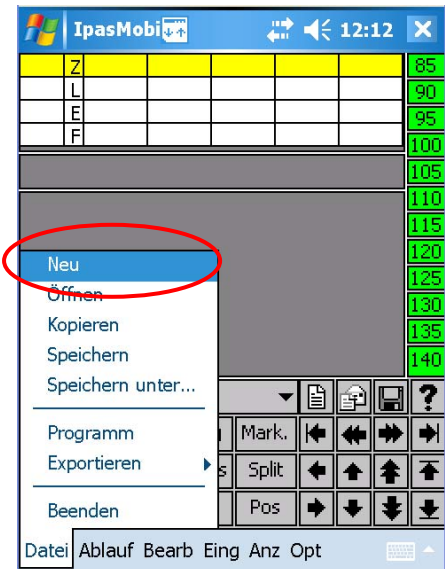 IpasMobi 12:12
Z 85
L 90
E 95
F 100
105
110
115
120
Neu
125
Öffnen
130
Kopieren
135
Speichern
140
Speichern unter...
?
Programm
Mark.
Exportieren
s Split
Beenden
Pos
Datei Ablauf Bearb Eing Anz Opt